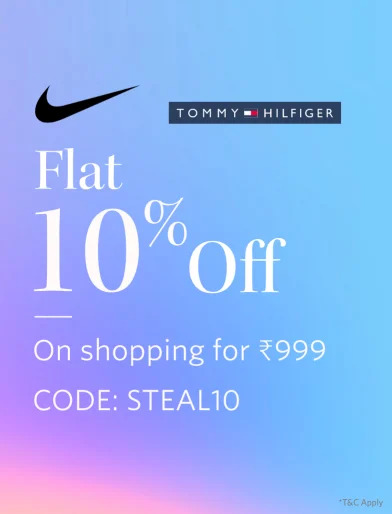 TOMMY HILFIGER
Flat
10% Off
On shopping for ₹999
CODE: STEAL10
*T&C Apply